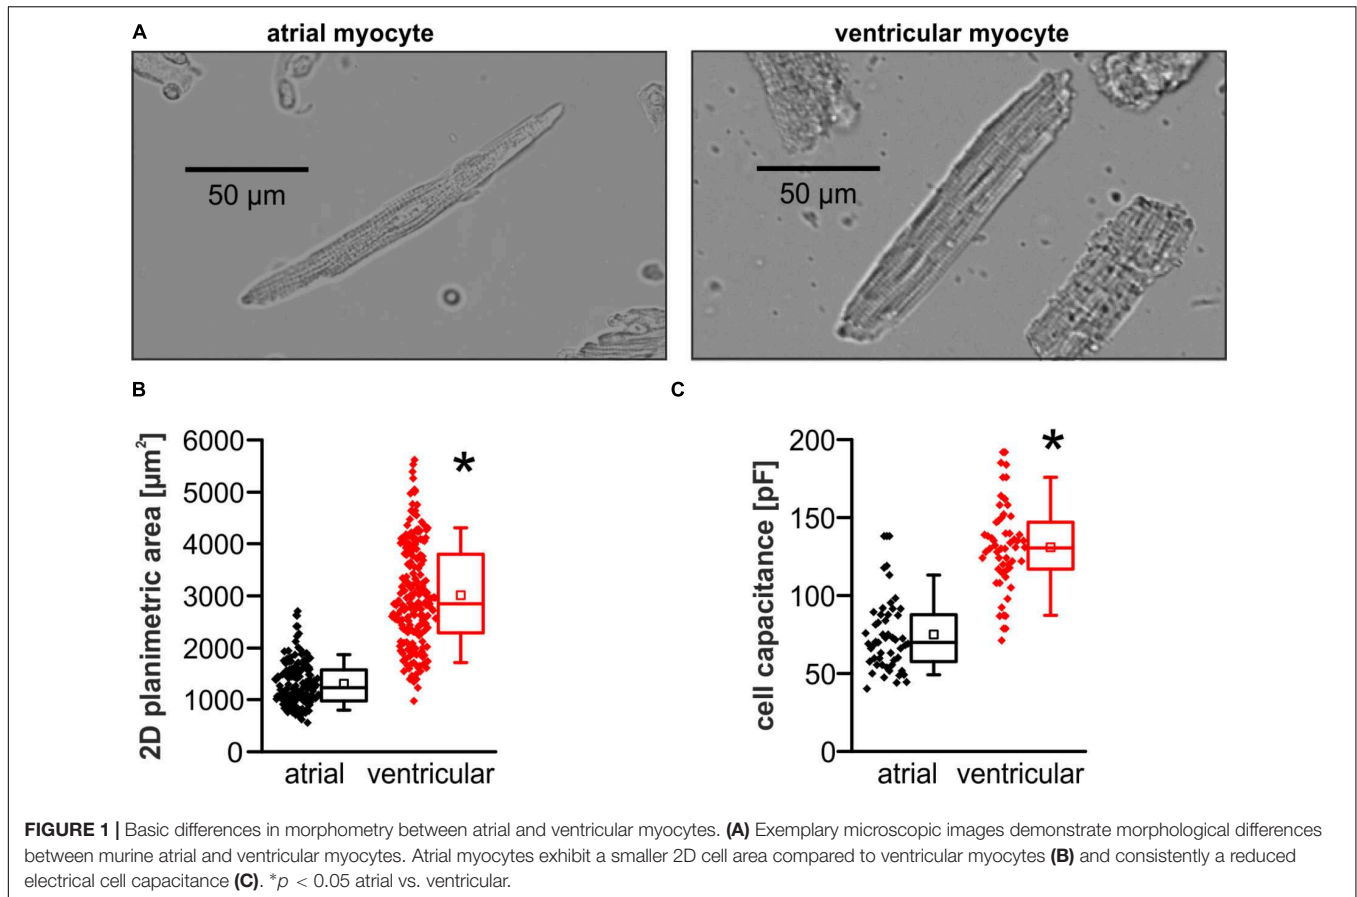 A
atrial myocyte
ventricular myocyte
50 µm
50 µm
B
C
2D planimetric area [µm²]
6000
5000
4000
3000
2000
1000
0
*
atrial
ventricular
cell capacitance [pF]
200
150
100
50
0
*
atrial
ventricular
FIGURE 1 | Basic differences in morphometry between atrial and ventricular myocytes. (A) Exemplary microscopic images demonstrate morphological differences
between murine atrial and ventricular myocytes. Atrial myocytes exhibit a smaller 2D cell area compared to ventricular myocytes (B) and consistently a reduced
electrical cell capacitance (C). *p < 0.05 atrial vs. ventricular.